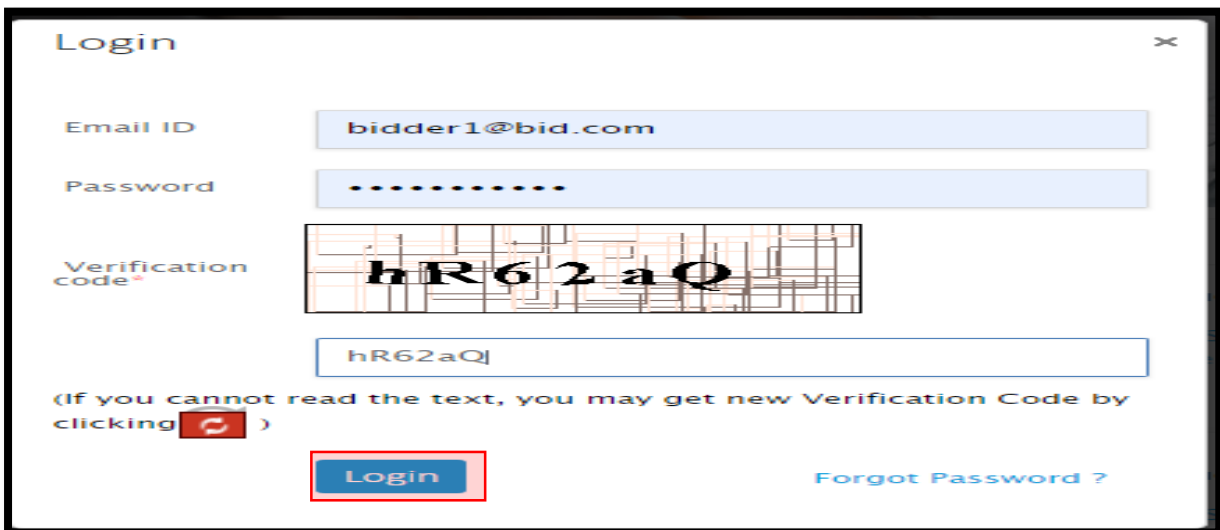 Login ×
Email ID bidder1@bid.com
Password •••••••••••
Verification
code*
hR62aQ
hR62aQ
(If you cannot read the text, you may get new Verification Code by
clicking )
Login Forgot Password ?